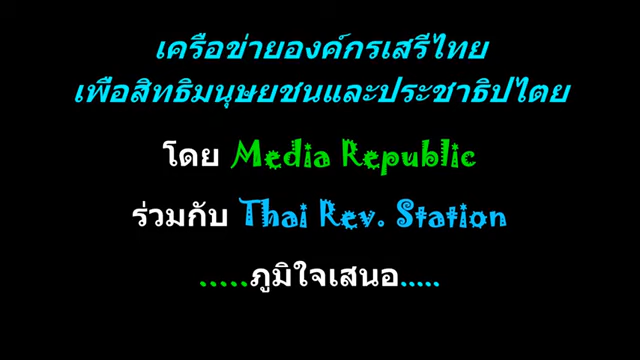 เครือข่ายองค์กรเสรีไทย
เพื่อสิทธิมนุษยชนและประชาธิปไตย
โดย Media Republic
ร่วมกับ Thai Rev. Station
.....ภูมิใจเสนอ.....